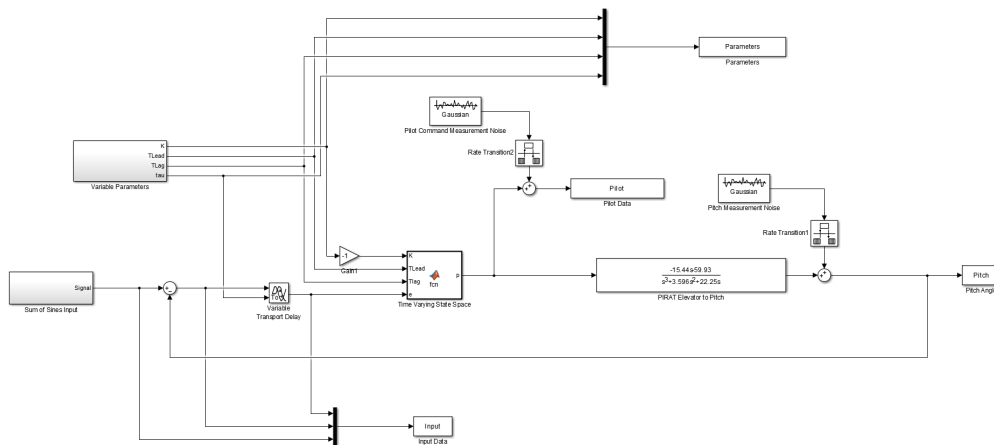 Parameters
Parameters
Gaussian
Pilot Command Measurement Noise
Rate Transition2
K
TLead
TLag
tau
Variable Parameters
Pilot
Pilot Data
Gaussian
Pitch Measurement Noise
Rate Transition1
-1
Gain1
K
TLead
Tlag
e
fcn
p
Time Varying State Space
-15.44s-59.93
s³+3.596s²+22.25s
PIRAT Elevator to Pitch
Pitch
Pitch Angl
Signal
Sum of Sines Input
Variable
Transport Delay
Input
Input Data